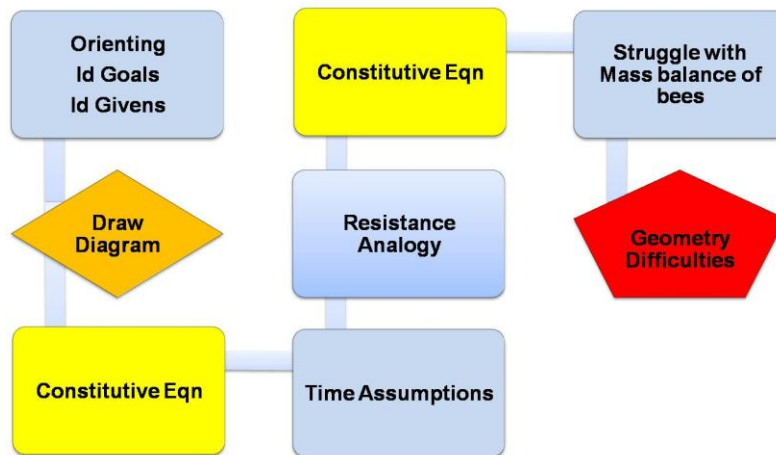 Orienting
Id Goals
Id Givens
Draw
Diagram
Constitutive Eqn
Time Assumptions
Resistance
Analogy
Constitutive Eqn
Struggle with
Mass balance of
bees
Geometry
Difficulties